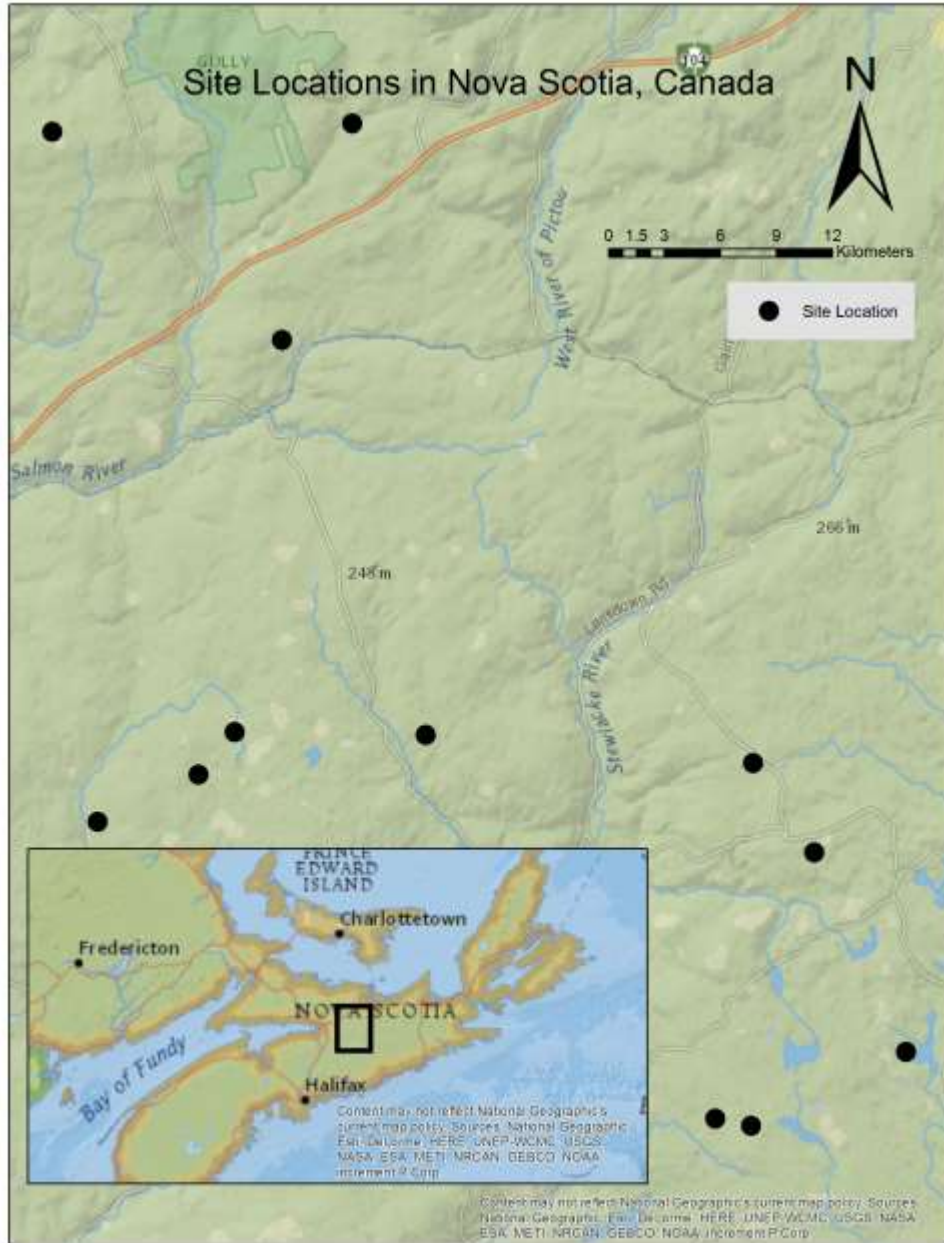 GULLY
104
Site Locations in Nova Scotia, Canada
N
West River of Pictou
0 1.5 3 6 9 12
Kilometers
Site Location
Salmon River
266 m
248 m
Lansdown Rd
Stewiacke River
PRINCE
EDWARD
ISLAND
Charlottetown
Fredericton
NOVA SCOTIA
Bay of Fundy
Halifax
Content may not reflect National Geographic's
current map policy. Sources: National Geographic,
Esri, DeLorme, HERE, UNEP-WCMC, USGS,
NASA, ESA, METI, NRCAN, GEBCO, NOAA,
increment P Corp.
Content may not reflect National Geographic's current map policy. Sources:
National Geographic, Esri, DeLorme, HERE, UNEP-WCMC, USGS, NASA,
ESA, METI, NRCAN, GEBCO, NOAA, increment P Corp.